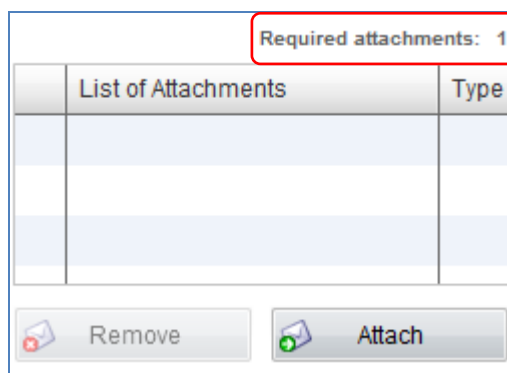 Required attachments: 1
List of Attachments Type
Remove Attach